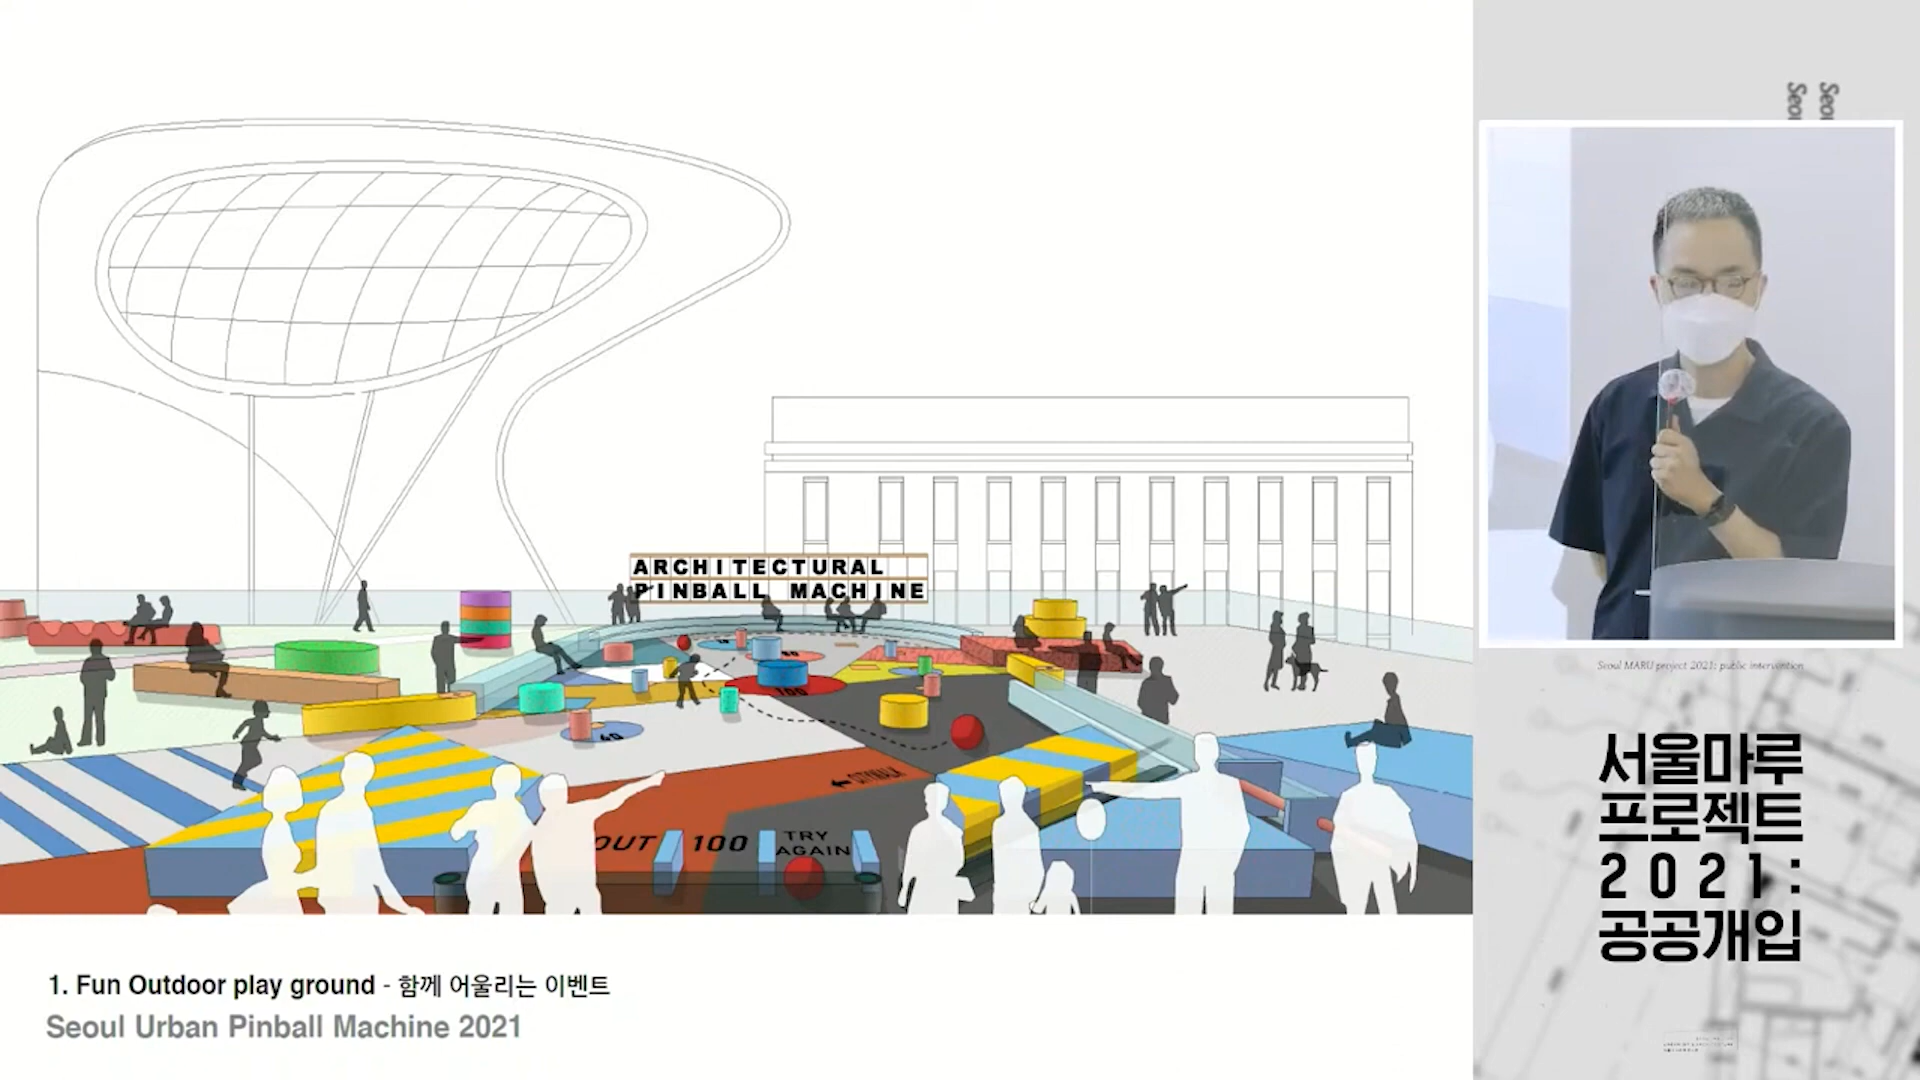 ARCHITECTURAL
PINBALL MACHINE
100
40
CITYWALK
OUT
100
TRY
AGAIN
1. Fun Outdoor play ground - 함께 어울리는 이벤트
Seoul Urban Pinball Machine 2021
Seoul MARU project 2021: public intervention
서울마루
프로젝트
2021:
공공개입